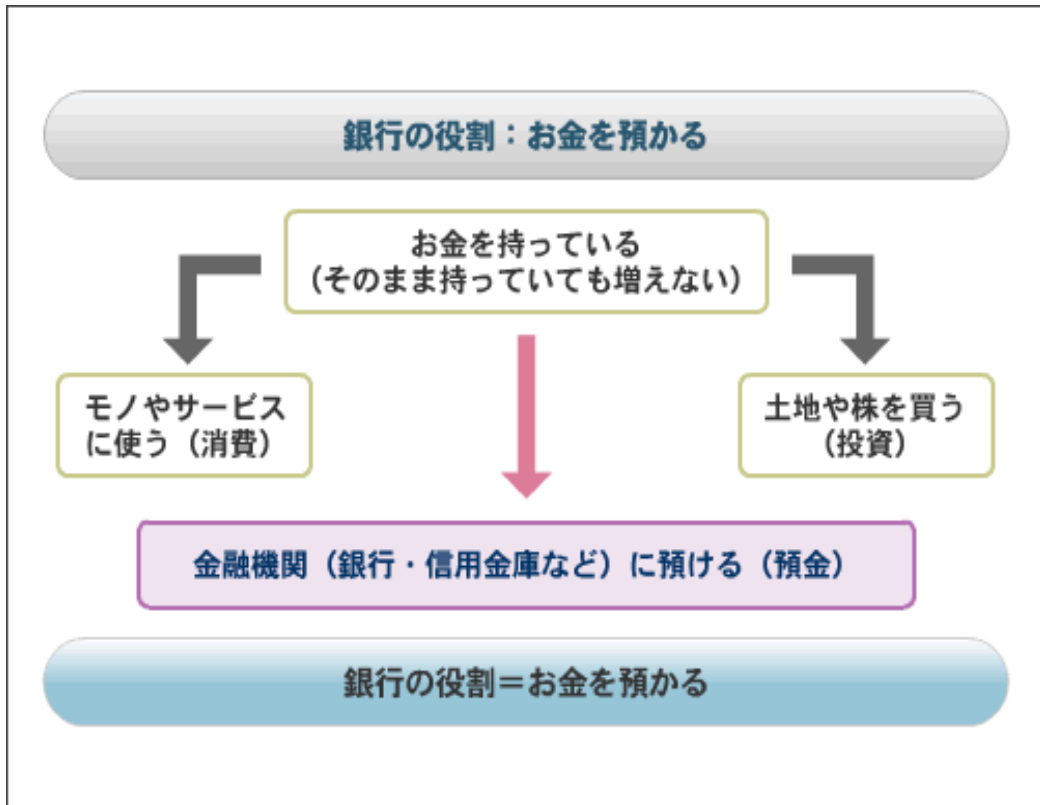 銀行の役割：お金を預かる
お金を持っている
（そのまま持っていても増えない）
モノやサービス
に使う（消費）
土地や株を買う
（投資）
金融機関（銀行・信用金庫など）に預ける（預金）
銀行の役割＝お金を預かる